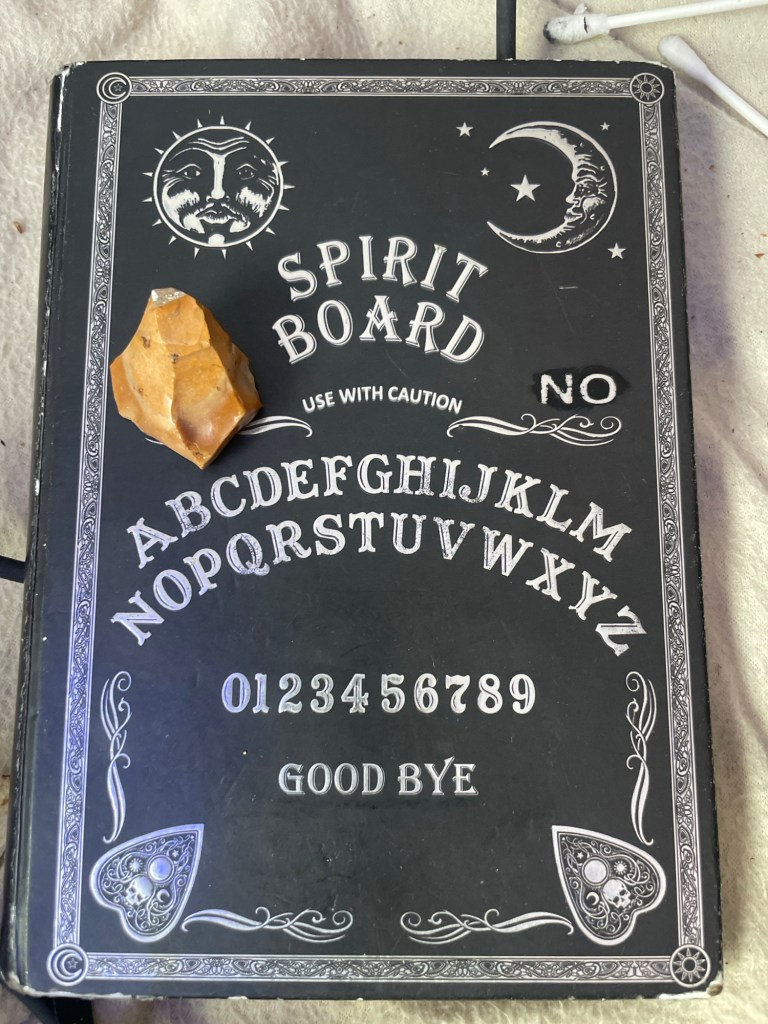 SPIRIT
BOARD
NO
USE WITH CAUTION
ABCDEFGHIJKLM
NOPQRSTUVWXYZ
0123456789
GOOD BYE